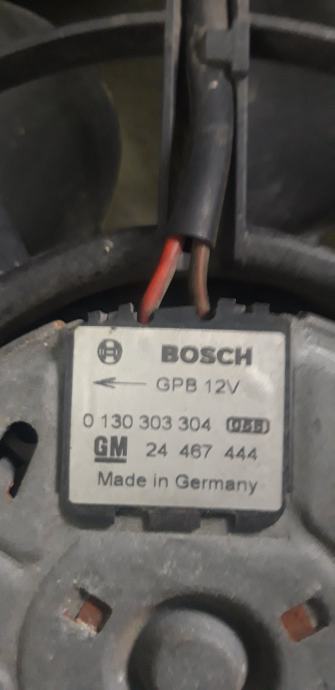 BOSCH
GPB 12V
0 130 303 304
GM 24 467 444
Made in Germany